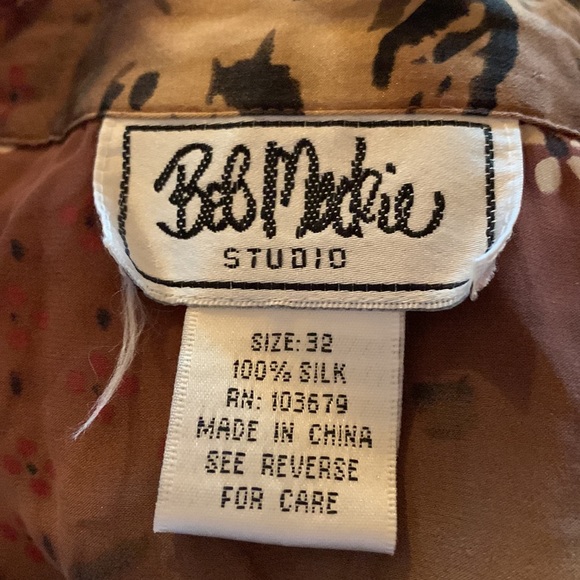 Bob Mackie
STUDIO
SIZE: 32
100% SILK
RN: 103679
MADE IN CHINA
SEE REVERSE
FOR CARE